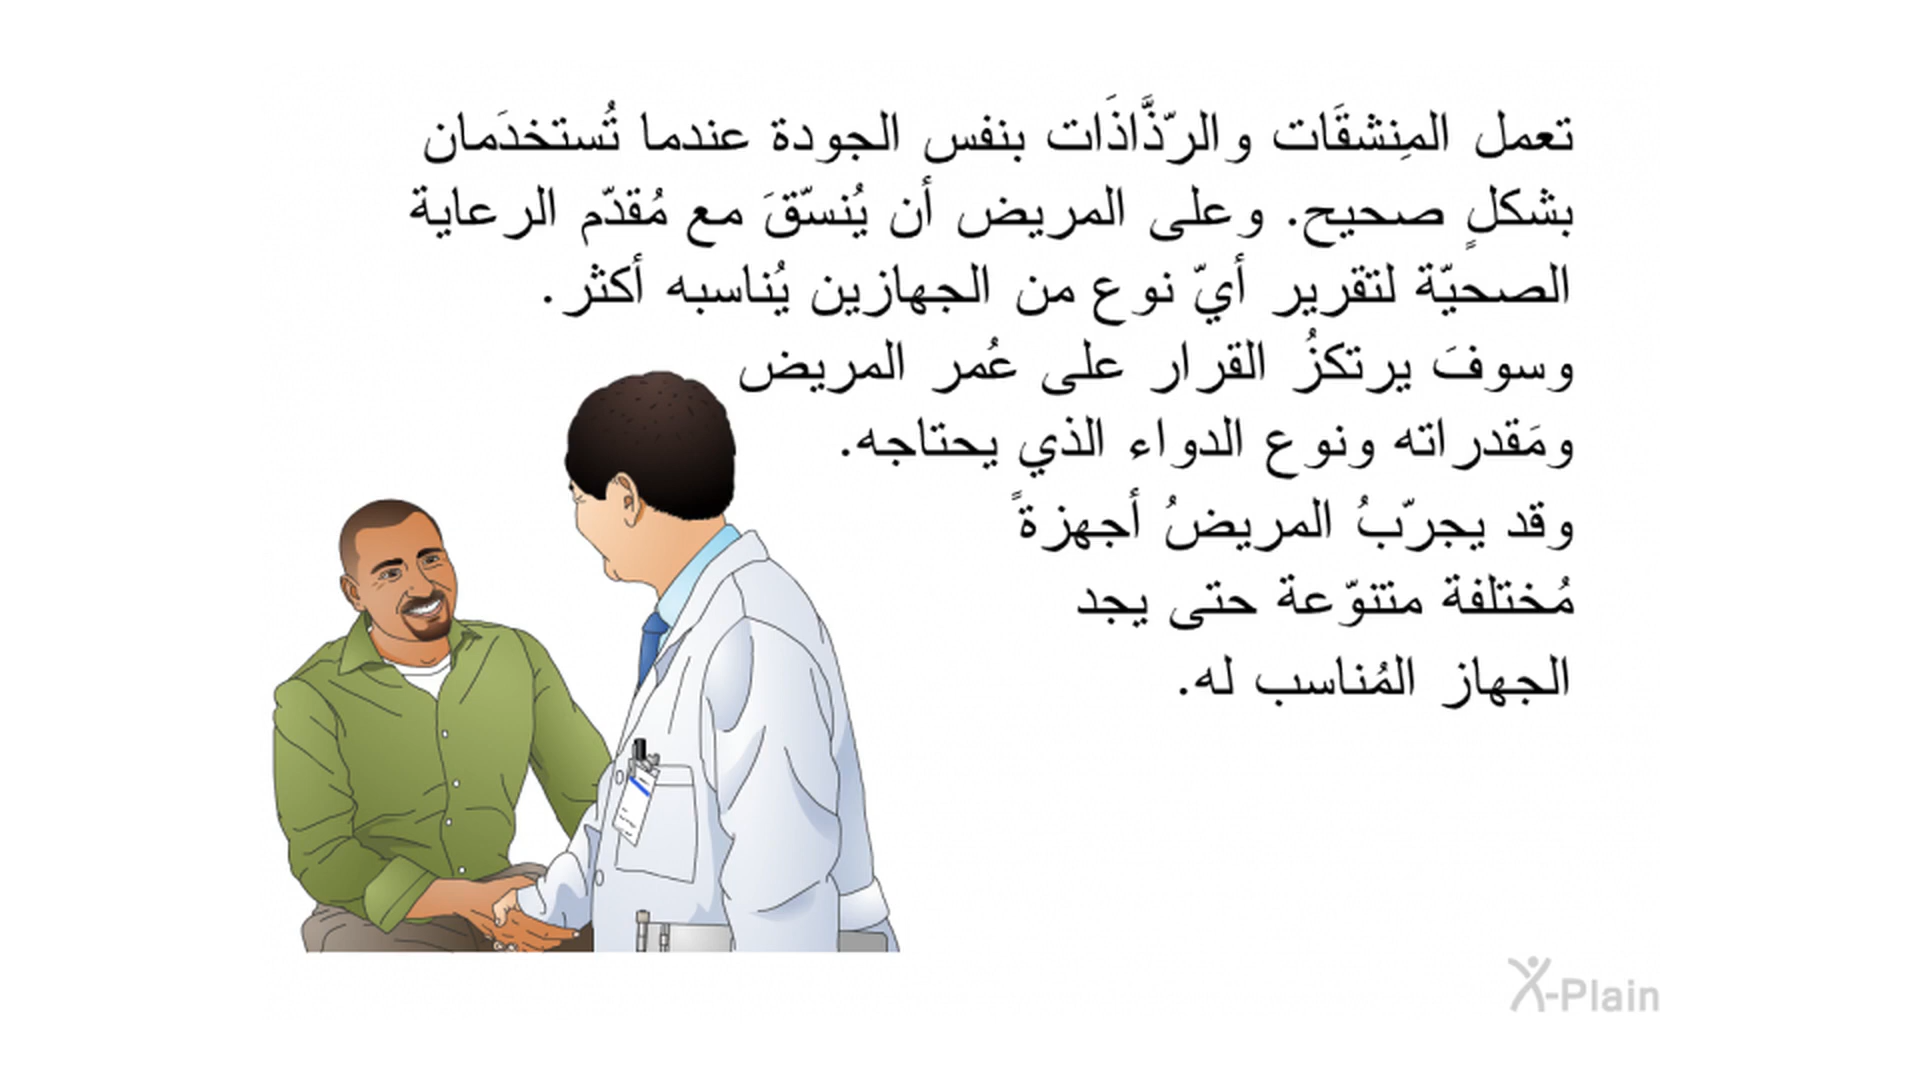 تعمل المِنشقَات والرّذَّاذَات بنفس الجودة عندما تُستخدَمان
بشكلٍ صحيح. وعلى المريض أن يُنسّقَ مع مُقدّم الرعاية
الصحيّة لتقرير أيّ نوع من الجهازين يُناسبه أكثر.
وسوفَ يرتكزُ القرار على عُمر المريض
ومَقدراته ونوع الدواء الذي يحتاجه.
وقد يجرّبُ المريضُ أجهزةً
مُختلفة متنوّعة حتى يجد
الجهاز المُناسب له.
X-Plain